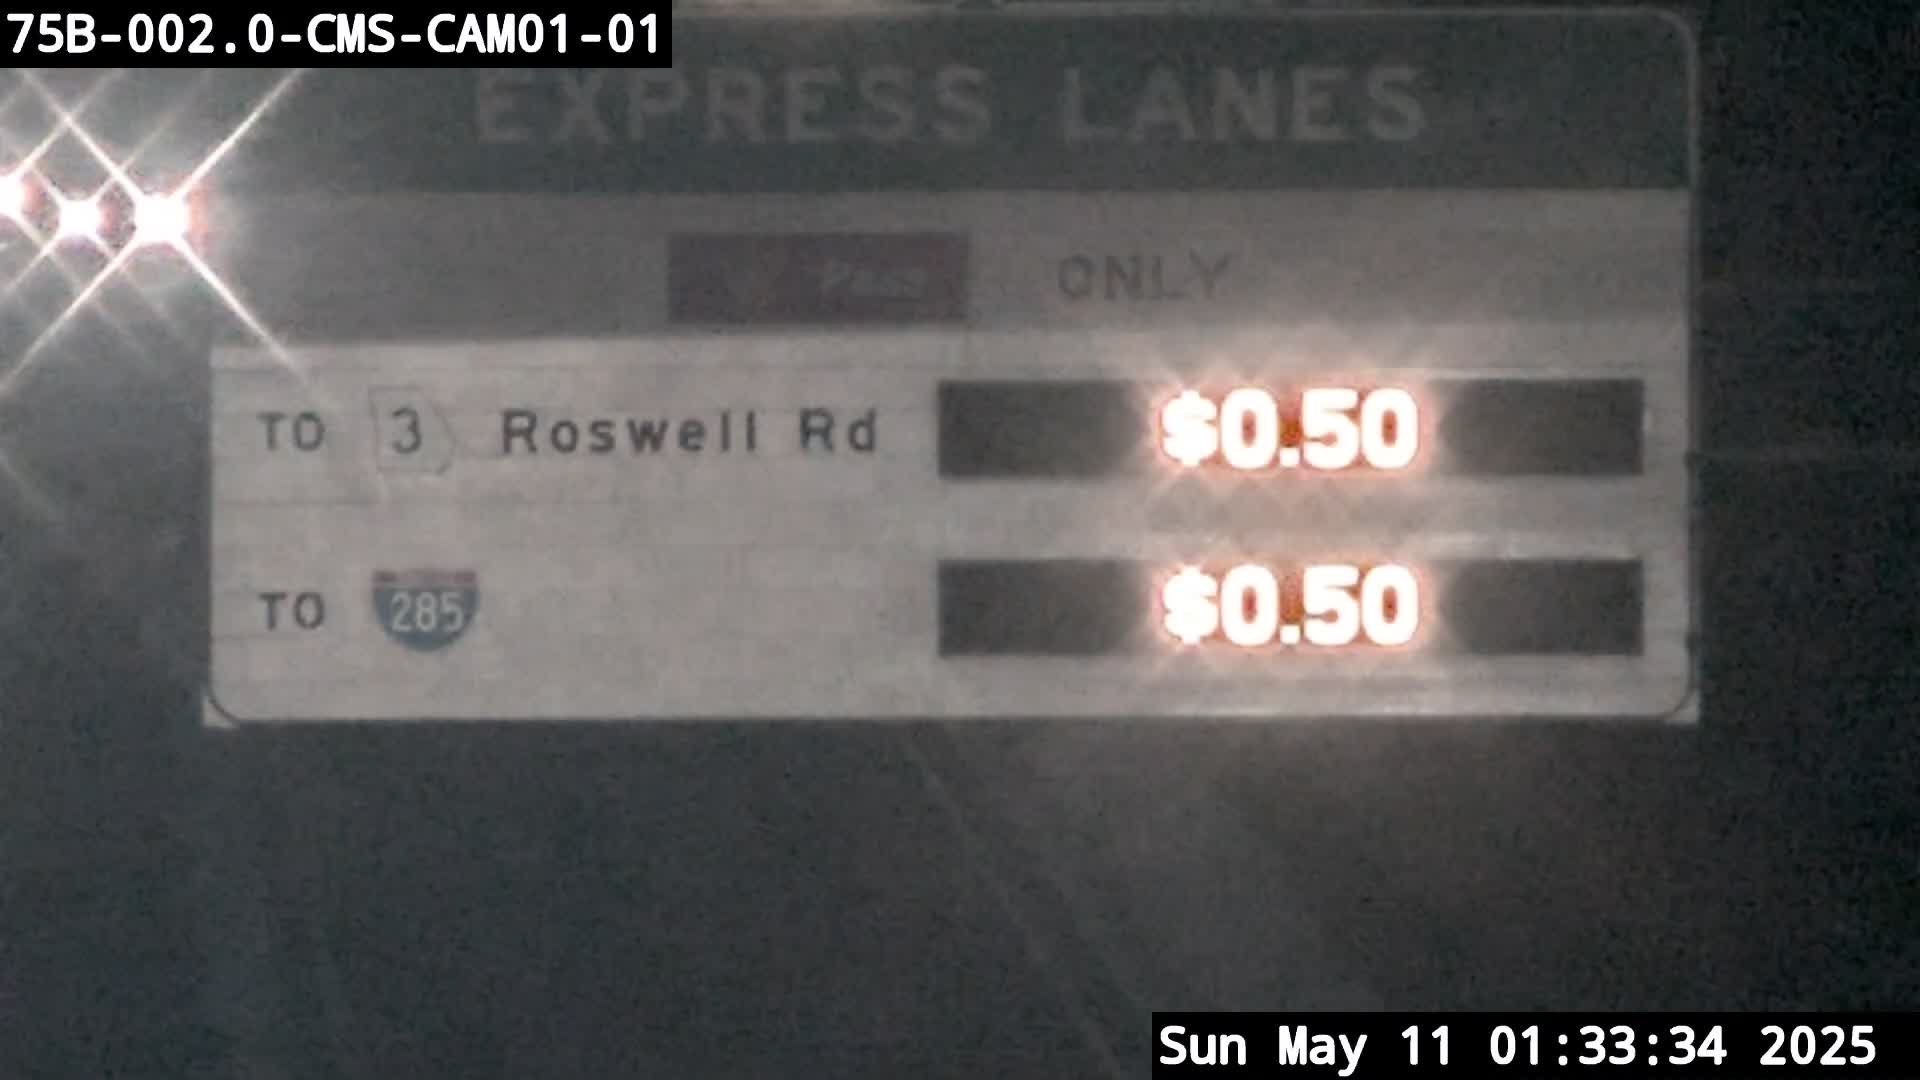 75B-002.0-CMS-CAM01-01
EXPRESS LANES
Pass ONLY
TO 3 Roswell Rd $0.50
TO 285 $0.50
Sun May 11 01:33:34 2025